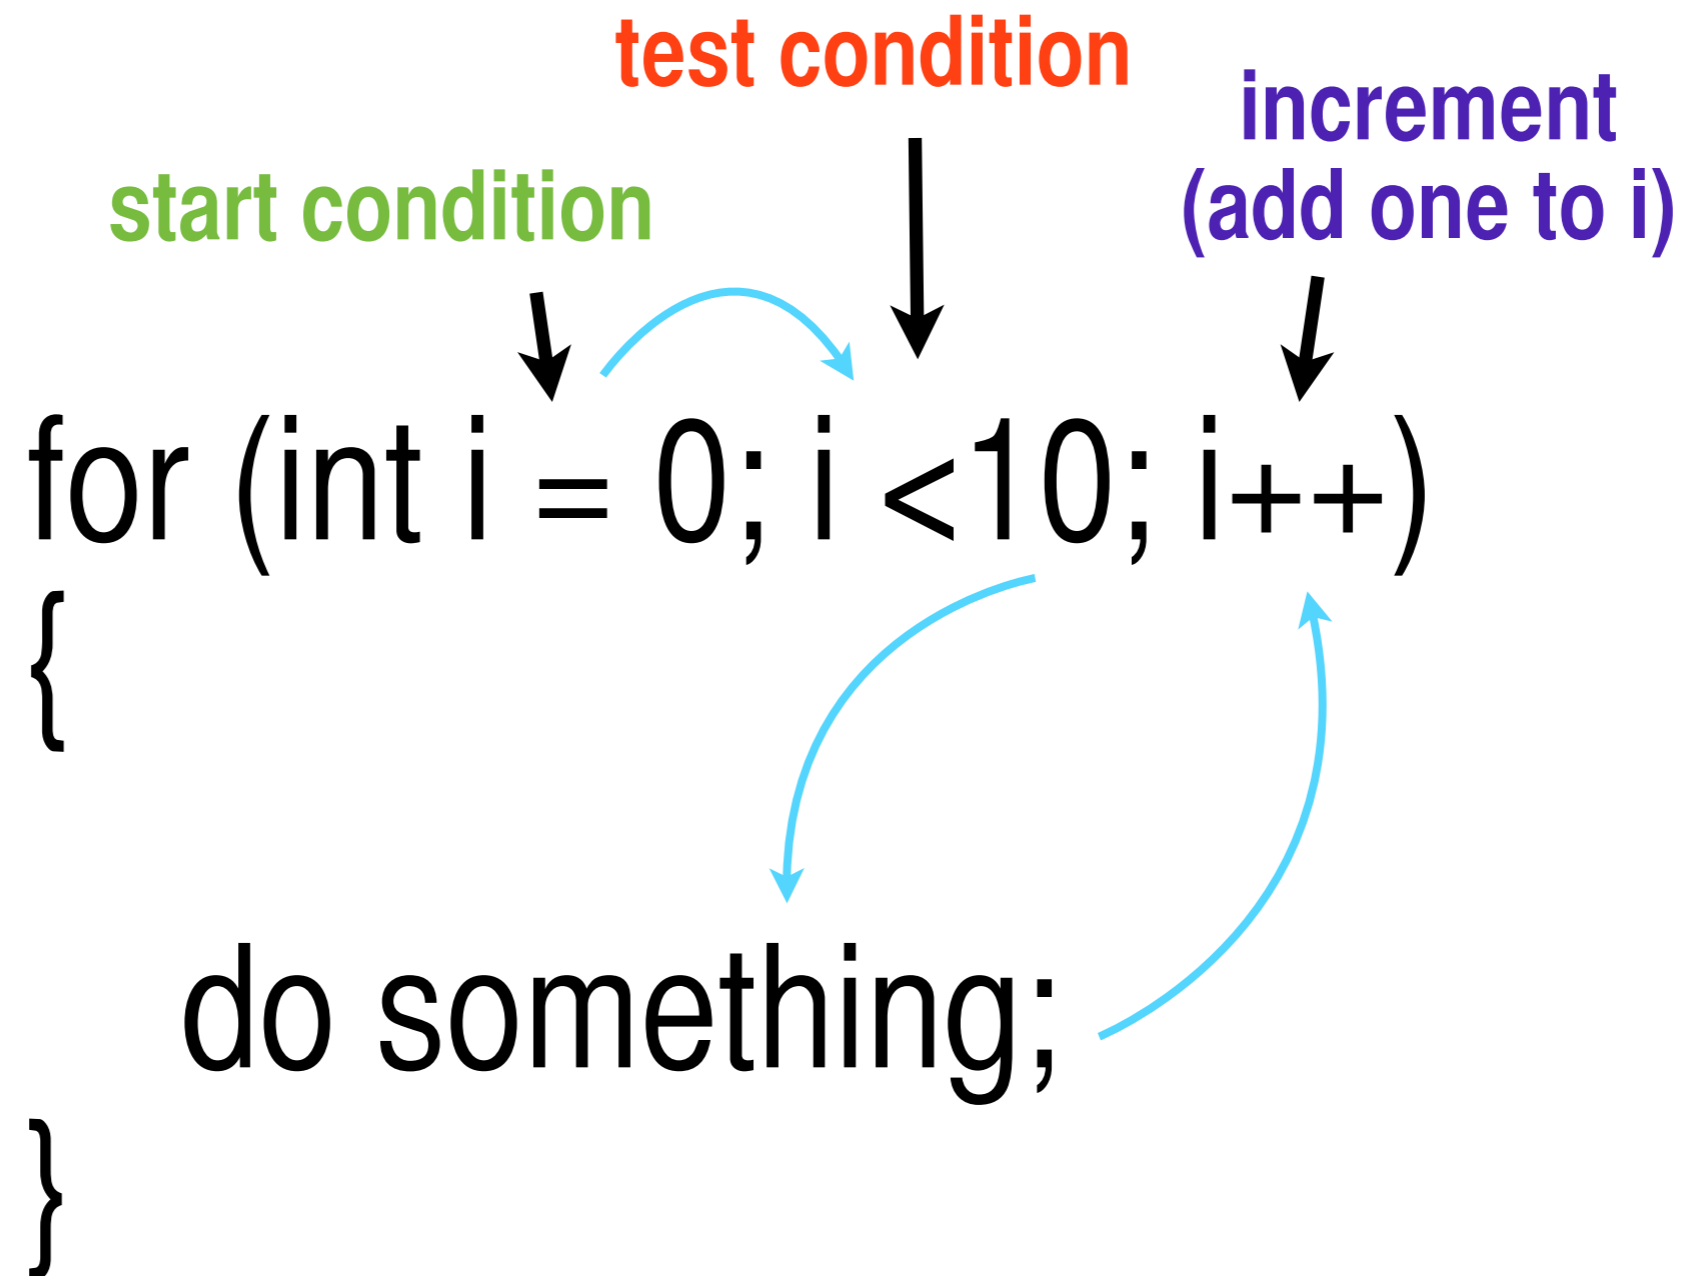 test condition
increment
(add one to i)
start condition
for (int i = 0; i <10; i++)
{
do something;
}